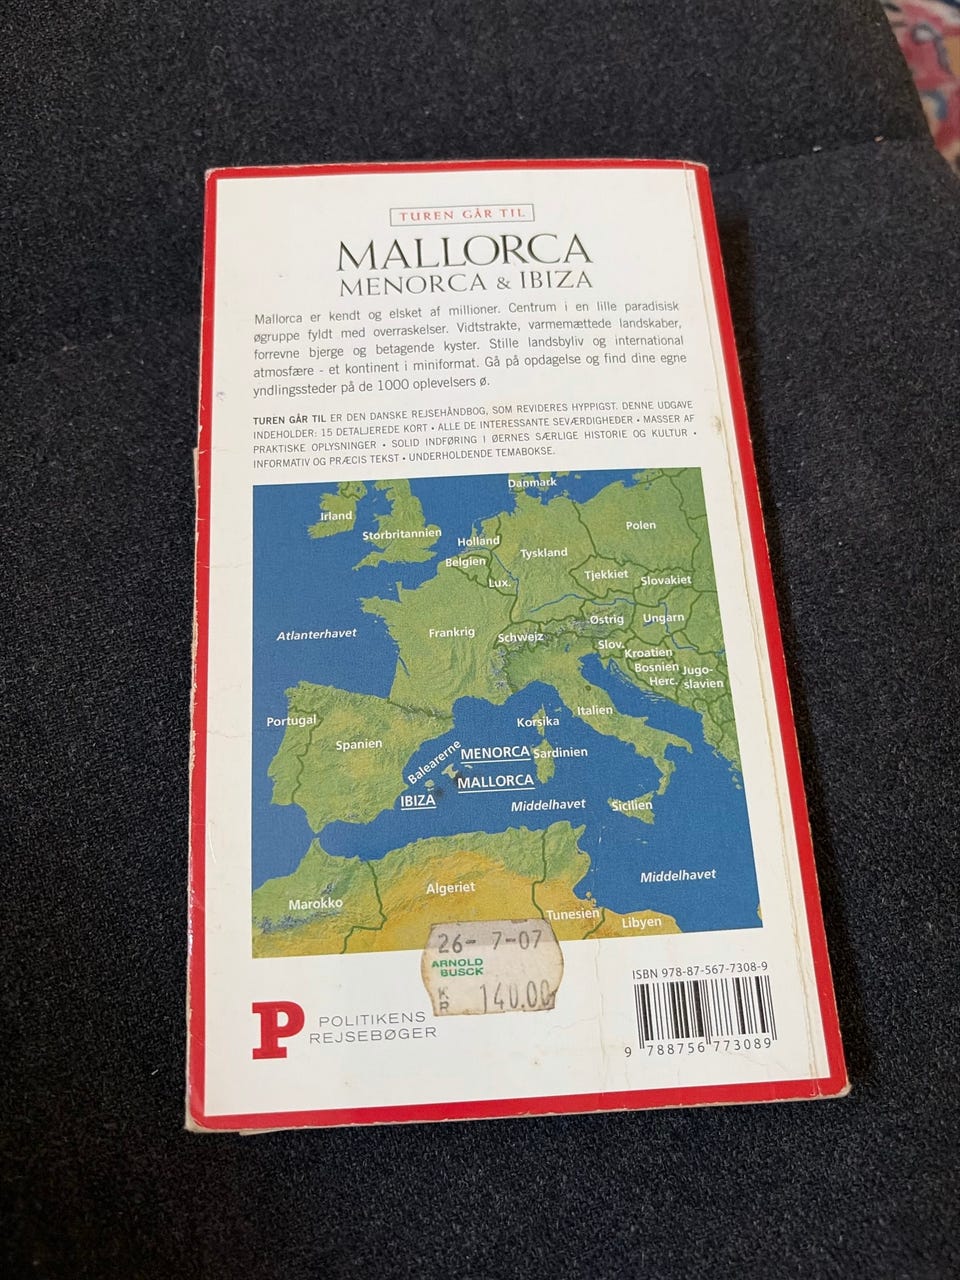 TUREN GÅR TIL
MALLORCA
MENORCA & IBIZA
Mallorca er kendt og elsket af millioner. Centrum i en lille paradisisk
øgruppe fyldt med overraskelser. Vidtstrakte, varmemættede landskaber,
forrevne bjerge og betagende kyster. Stille landsbyliv og international
atmosfære - et kontinent i miniformat. Gå på opdagelse og find dine egne
yndlingssteder på de 1000 oplevelsers ø.
TUREN GÅR TIL ER DEN DANSKE REJSEHÅNDBOG, SOM REVIDERES HYPPIGST. DENNE UDGAVE
INDEHOLDER: 15 DETALJEREDE KORT • ALLE DE INTERESSANTE SEVÆRDIGHEDER • MASSER AF
PRAKTISKE OPLYSNINGER • SOLID INDFØRING I ØERNES SÆRLIGE HISTORIE OG KULTUR •
INFORMATIV OG PRÆCIS TEKST • UNDERHOLDENDE TEMABOKSE.
Danmark
Irland
Storbritannien
Holland
Polen
Belgien
Tyskland
Lux.
Tjekkiet
Slovakiet
Atlanterhavet
Frankrig
Schweiz
Østrig
Ungarn
Slov.
Kroatien
Bosnien
Herc.
Jugo-
slavien
Portugal
Spanien
Korsika
Italien
Balearerne
MENORCA
Sardinien
MALLORCA
IBIZA
Middelhavet
Sicilien
Middelhavet
Marokko
Algeriet
Tunesien
Libyen
26- 7-07
ARNOLD
BUSCK
KR 140.00
P
POLITIKENS
REJSEBØGER
ISBN 978-87-567-7308-9
9 788756 773089